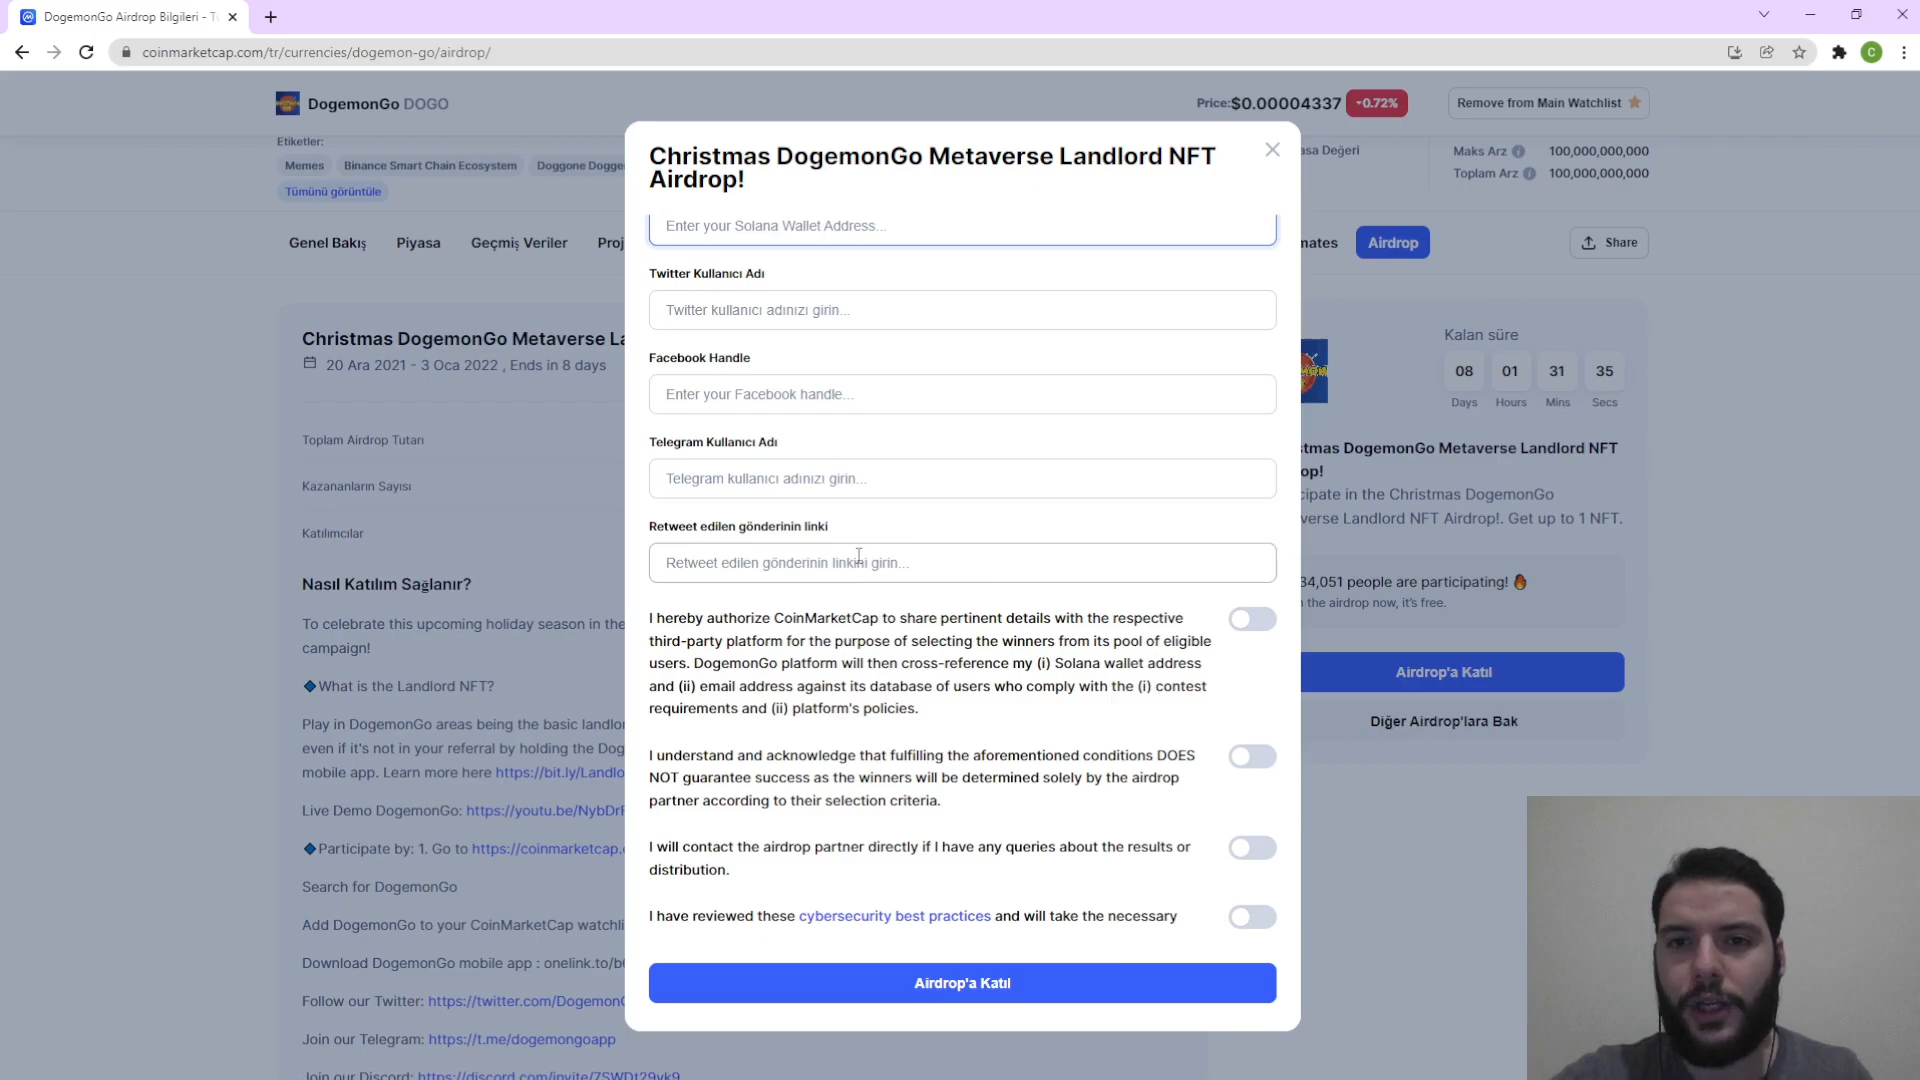 DogemonGo Airdrop Bilgileri - T
coinmarketcap.com/tr/currencies/dogemon-go/airdrop/
C
DogemonGo DOGO
Price:$0.00004337 -0.72%
Remove from Main Watchlist
Etiketler:
Memes
Binance Smart Chain Ecosystem
Doggone Dogge
Tümünü görüntüle
asa Değeri
Maks Arz 100,000,000,000
Toplam Arz 100,000,000,000
Genel Bakış
Piyasa
Geçmiş Veriler
Proj
mates
Airdrop
Share
Christmas DogemonGo Metaverse La
20 Ara 2021 - 3 Oca 2022 , Ends in 8 days
Toplam Airdrop Tutarı
Kazananların Sayısı
Katılımcılar
Nasıl Katılım Sağlanır?
To celebrate this upcoming holiday season in the
campaign!
What is the Landlord NFT?
Play in DogemonGo areas being the basic landlor
even if it's not in your referral by holding the Dog
mobile app. Learn more here https://bit.ly/Landlo
Live Demo DogemonGo: https://youtu.be/NybDrF
Participate by: 1. Go to https://coinmarketcap.
Search for DogemonGo
Add DogemonGo to your CoinMarketCap watchli
Download DogemonGo mobile app : onelink.to/b6
Follow our Twitter: https://twitter.com/DogemonG
Join our Telegram: https://t.me/dogemongoapp
Join our Discord: https://discord.com/invite/7SWDt29vk9
Christmas DogemonGo Metaverse Landlord NFT
Airdrop!
Enter your Solana Wallet Address...
Twitter Kullanıcı Adı
Twitter kullanıcı adınızı girin...
Facebook Handle
Enter your Facebook handle...
Telegram Kullanıcı Adı
Telegram kullanıcı adınızı girin...
Retweet edilen gönderinin linki
Retweet edilen gönderinin linkini girin...
I hereby authorize CoinMarketCap to share pertinent details with the respective
third-party platform for the purpose of selecting the winners from its pool of eligible
users. DogemonGo platform will then cross-reference my (i) Solana wallet address
and (ii) email address against its database of users who comply with the (i) contest
requirements and (ii) platform's policies.
I understand and acknowledge that fulfilling the aforementioned conditions DOES
NOT guarantee success as the winners will be determined solely by the airdrop
partner according to their selection criteria.
I will contact the airdrop partner directly if I have any queries about the results or
distribution.
I have reviewed these cybersecurity best practices and will take the necessary
Airdrop'a Katıl
Kalan süre
08 01 31 35
Days Hours Mins Secs
stmas DogemonGo Metaverse Landlord NFT
op!
cipate in the Christmas DogemonGo
verse Landlord NFT Airdrop!. Get up to 1 NFT.
34,051 people are participating!
the airdrop now, it's free.
Airdrop'a Katıl
Diğer Airdrop'lara Bak